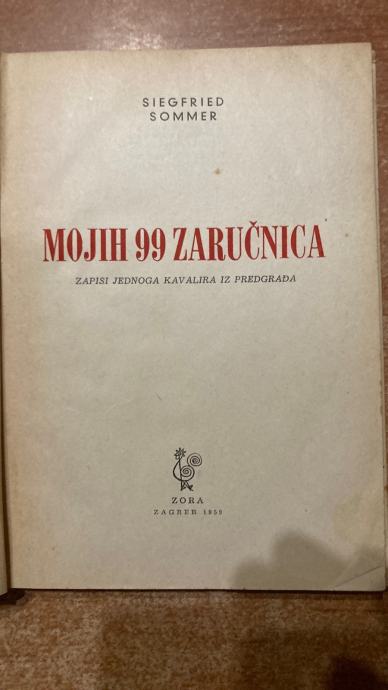 SIEGFRIED
SOMMER
MOJIH 99 ZARUČNICA
ZAPISI JEDNOGA KAVALIRA IZ PREDGRAĐA
ZORA
ZAGREB 1959